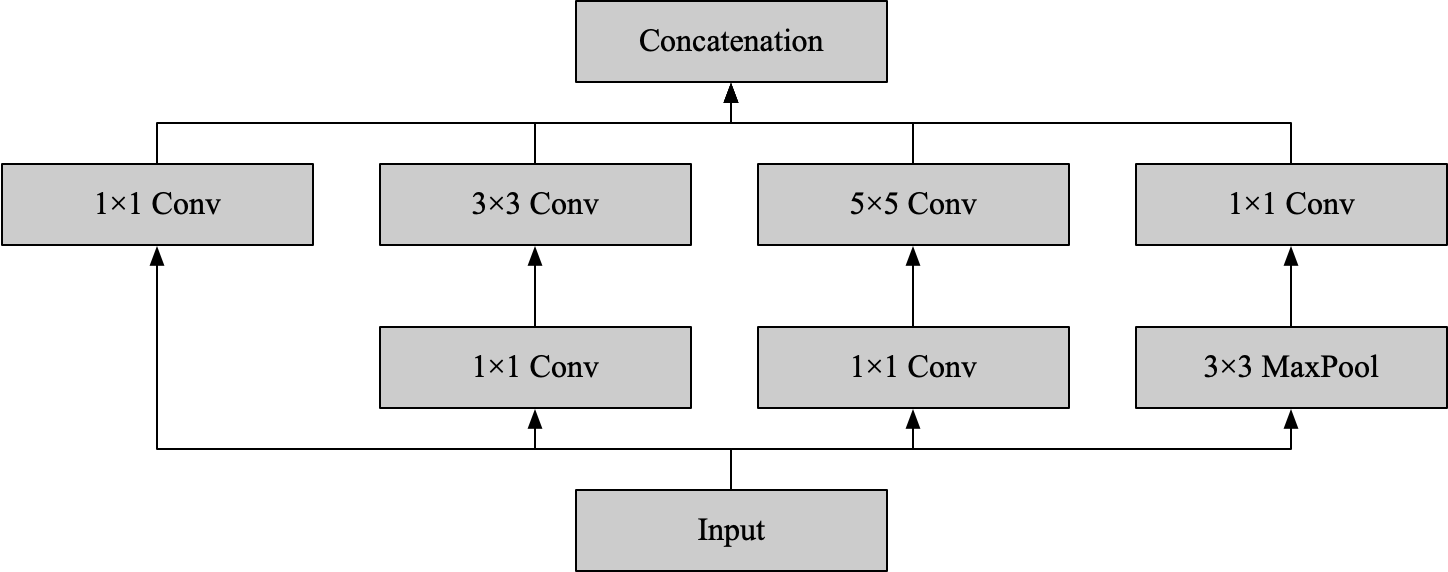 Concatenation
1×1 Conv
3×3 Conv
5×5 Conv
1×1 Conv
1×1 Conv
1×1 Conv
3×3 MaxPool
Input